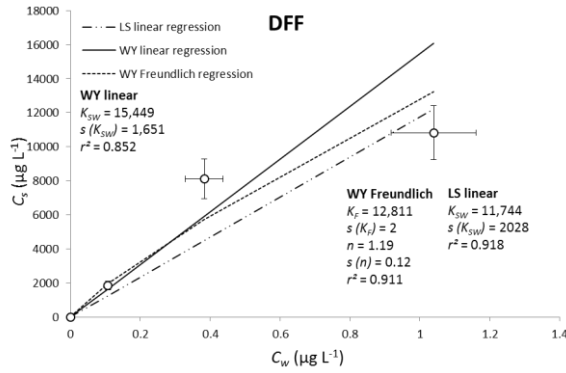 DFF
LS linear regression
WY linear regression
WY Freundlich regression
WY linear
K_SW = 15,449
s (K_SW) = 1,651
r² = 0.852
WY Freundlich
K_F = 12,811
s (K_F) = 2
n = 1.19
s (n) = 0.12
r² = 0.911
LS linear
K_SW = 11,744
s (K_SW) = 2028
r² = 0.918
C_s (µg L⁻¹)
18000
16000
14000
12000
10000
8000
6000
4000
2000
0
0 0.2 0.4 0.6 0.8 1 1.2 1.4
C_w (µg L⁻¹)